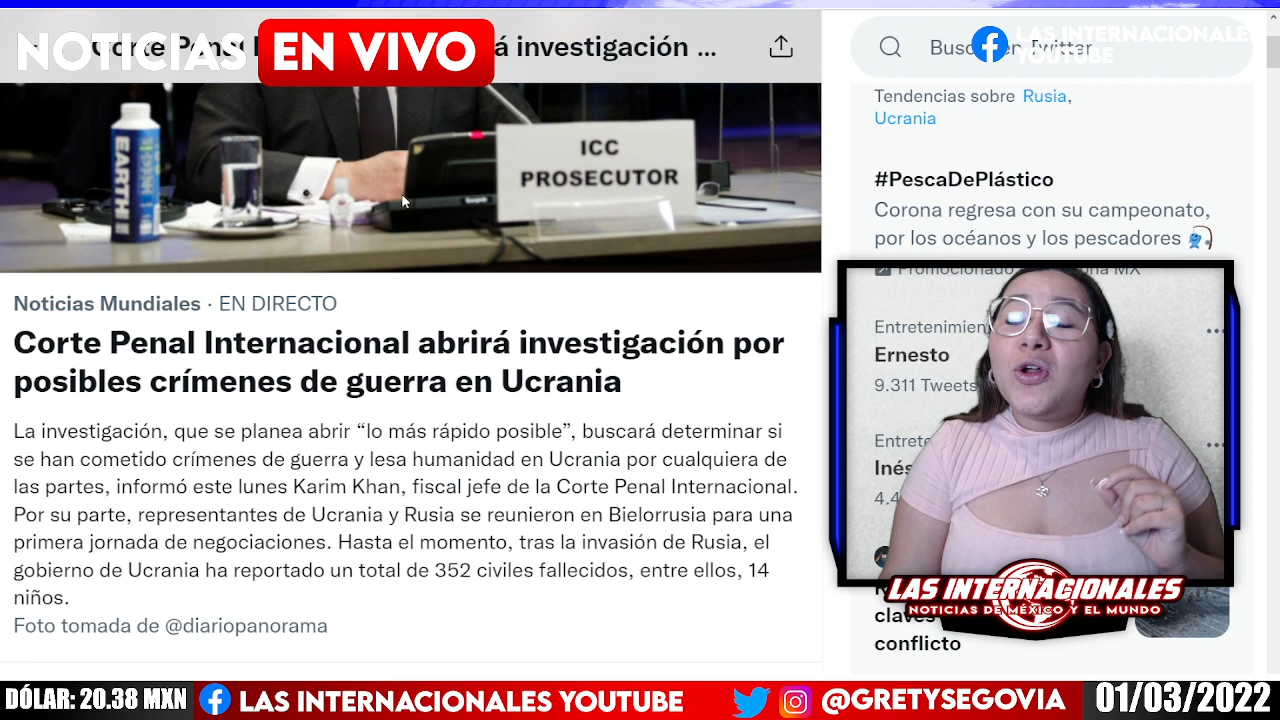 NOTICIAS EN VIVO
á investigación ...
LAS INTERNACIONALES
YOUTUBE
Tendencias sobre Rusia,
Ucrania
#PescaDePlástico
Corona regresa con su campeonato,
por los océanos y los pescadores
Promocionado
EARTH
ICC
PROSECUTOR
Noticias Mundiales · EN DIRECTO
Corte Penal Internacional abrirá investigación por
posibles crímenes de guerra en Ucrania
La investigación, que se planea abrir “lo más rápido posible”, buscará determinar si
se han cometido crímenes de guerra y lesa humanidad en Ucrania por cualquiera de
las partes, informó este lunes Karim Khan, fiscal jefe de la Corte Penal Internacional.
Por su parte, representantes de Ucrania y Rusia se reunieron en Bielorrusia para una
primera jornada de negociaciones. Hasta el momento, tras la invasión de Rusia, el
gobierno de Ucrania ha reportado un total de 352 civiles fallecidos, entre ellos, 14
niños.
Foto tomada de @diariopanorama
Ernesto
9.311 Tweets
LAS INTERNACIONALES
NOTICIAS DE MÉXICO Y EL MUNDO
claves
conflicto
DÓLAR: 20.38 MXN
LAS INTERNACIONALES YOUTUBE
@GRETYSEGOVIA
01/03/2022